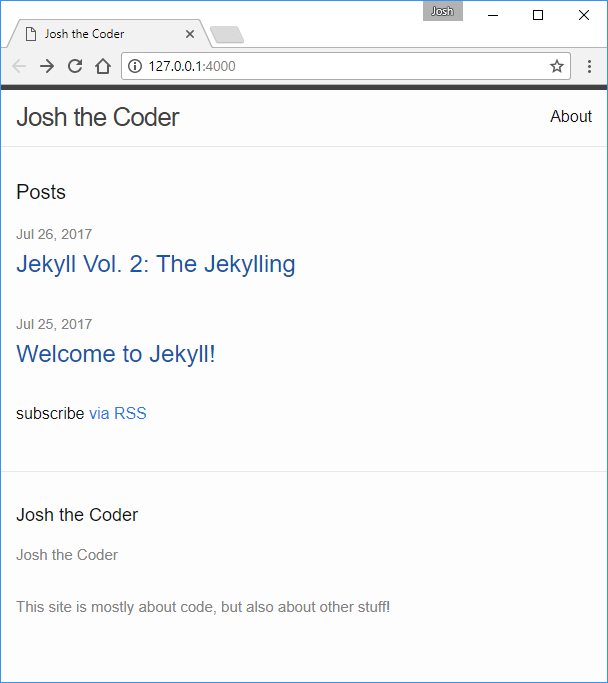 Josh
Josh the Coder
127.0.0.1:4000
Josh the Coder
About
Posts
Jul 26, 2017
Jekyll Vol. 2: The Jekylling
Jul 25, 2017
Welcome to Jekyll!
subscribe via RSS
Josh the Coder
Josh the Coder
This site is mostly about code, but also about other stuff!